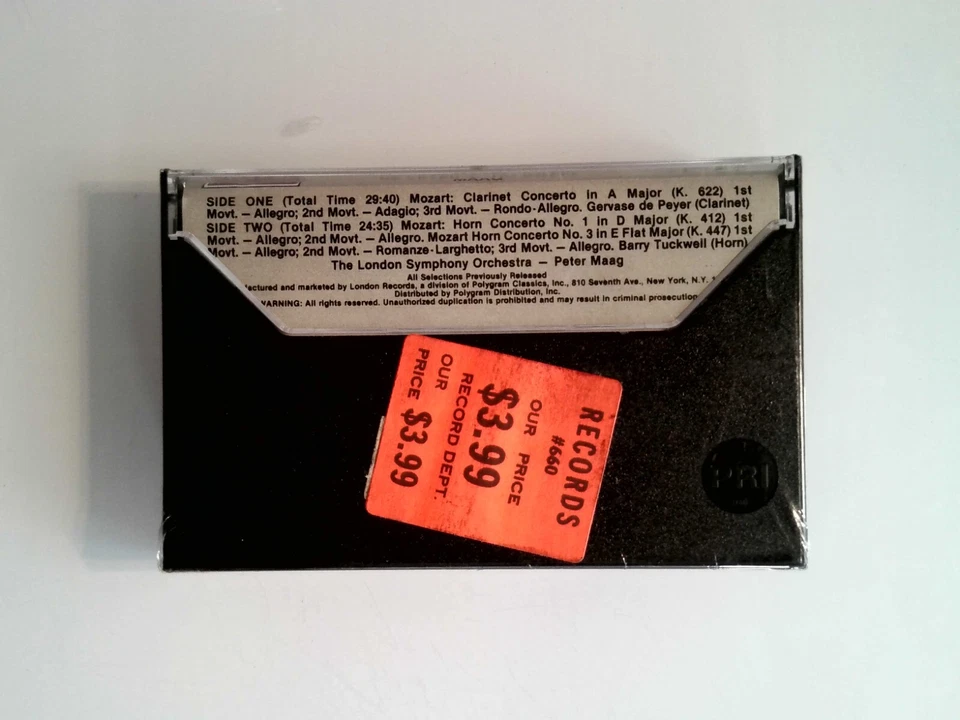 SIDE ONE (Total Time 29:40) Mozart: Clarinet Concerto in A Major (K. 622) 1st
Movt. – Allegro; 2nd Movt. – Adagio; 3rd Movt. – Rondo-Allegro. Gervase de Peyer (Clarinet)
SIDE TWO (Total Time 24:35) Mozart: Horn Concerto No. 1 in D Major (K. 412) 1st
Movt. – Allegro; 2nd Movt. – Allegro. Mozart Horn Concerto No. 3 in E Flat Major (K. 447) 1st
Movt. – Allegro; 2nd Movt. – Romanze-Larghetto; 3rd Movt. – Allegro. Barry Tuckwell (Horn)
The London Symphony Orchestra – Peter Maag
All Selections Previously Released
and marketed by London Records, a division of Polygram Classics, Inc., 810 Seventh Ave., New York, N.Y.
Distributed by Polygram Distribution, Inc.
WARNING: All rights reserved. Unauthorized duplication is prohibited and may result in criminal prosecution
RECORDS
#660
OUR PRICE
$3.99
RECORD DEPT.
OUR
PRICE $3.99
PRI